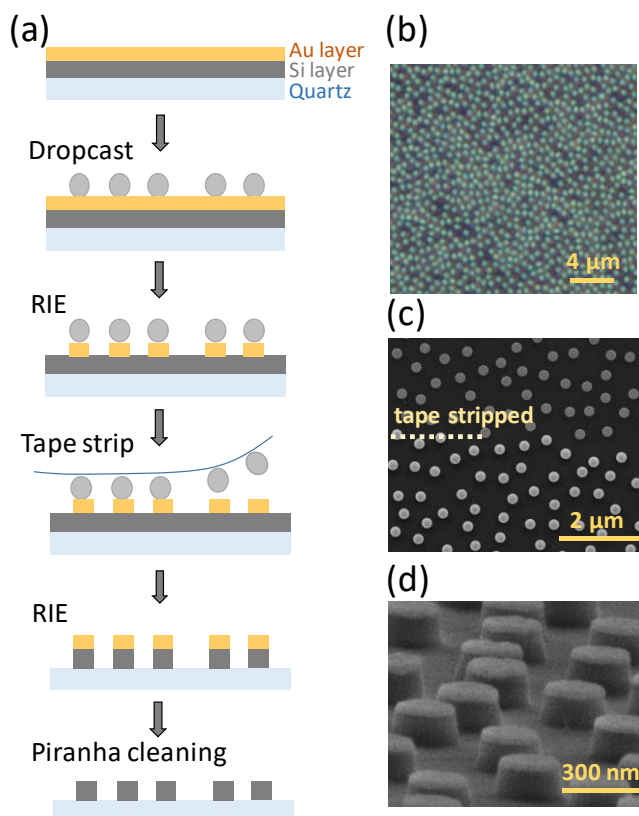 (a)
Au layer
Si layer
Quartz
Dropcast
RIE
Tape strip
RIE
Piranha cleaning
(b)
4 μm
(c)
tape stripped
2 μm
(d)
300 nm